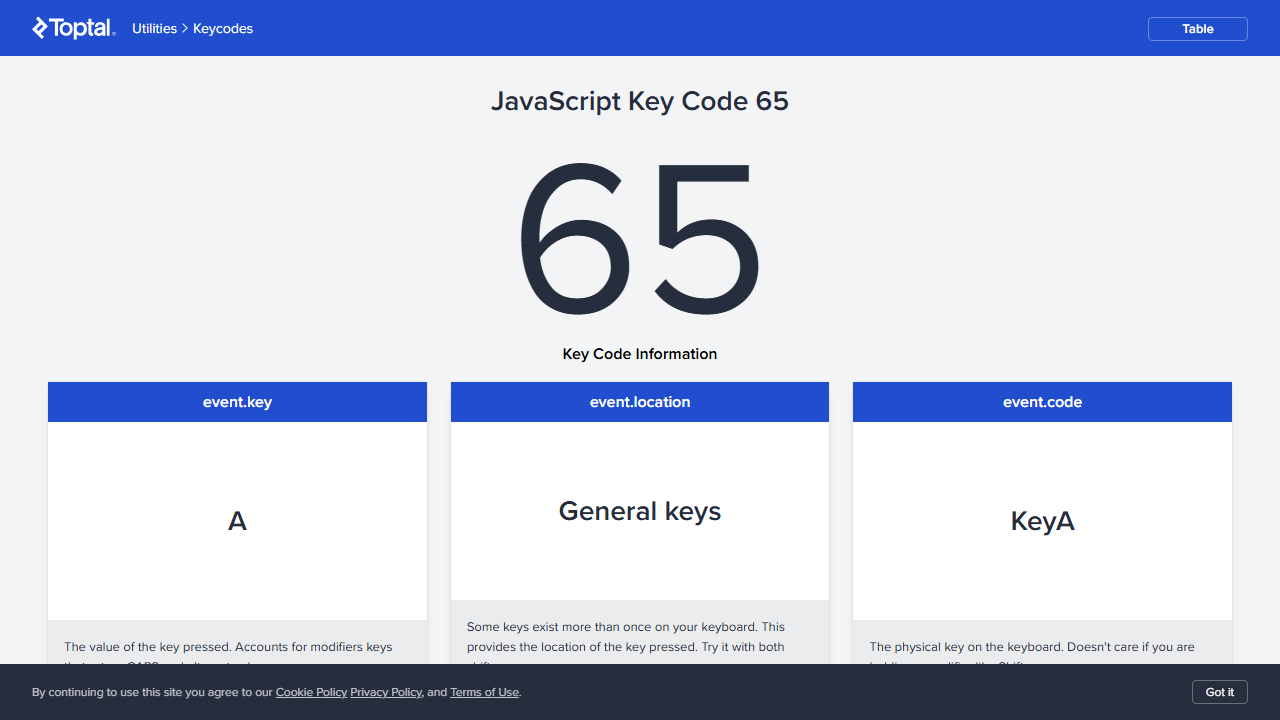 Toptal
Utilities > Keycodes
Table
JavaScript Key Code 65
65
Key Code Information
event.key
A
The value of the key pressed. Accounts for modifiers keys
event.location
General keys
Some keys exist more than once on your keyboard. This
provides the location of the key pressed. Try it with both
event.code
KeyA
The physical key on the keyboard. Doesn't care if you are
By continuing to use this site you agree to our Cookie Policy Privacy Policy, and Terms of Use.
Got it